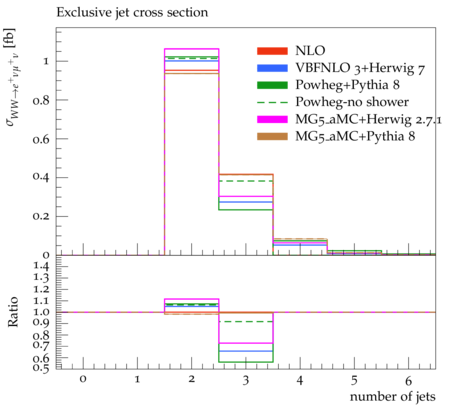 Exclusive jet cross section
σWW→e⁺νμ⁺ν [fb]
NLO
VBFNLO 3+Herwig 7
Powheg+Pythia 8
Powheg-no shower
MG5_aMC+Herwig 2.7.1
MG5_aMC+Pythia 8
1
0.8
0.6
0.4
0.2
0
Ratio
1.4
1.3
1.2
1.1
1.0
0.9
0.8
0.7
0.6
0.5
0 1 2 3 4 5 6
number of jets